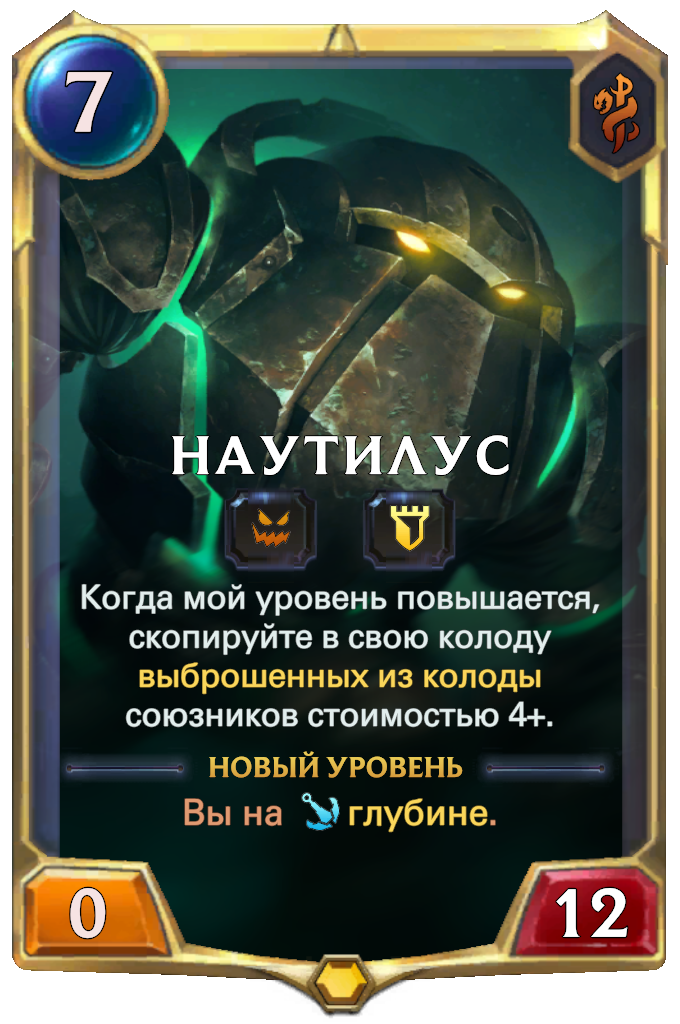 7
НАУТИЛУС
Когда мой уровень повышается,
скопируйте в свою колоду
выброшенных из колоды
союзников стоимостью 4+.
НОВЫЙ УРОВЕНЬ
Вы на глубине.
0
12